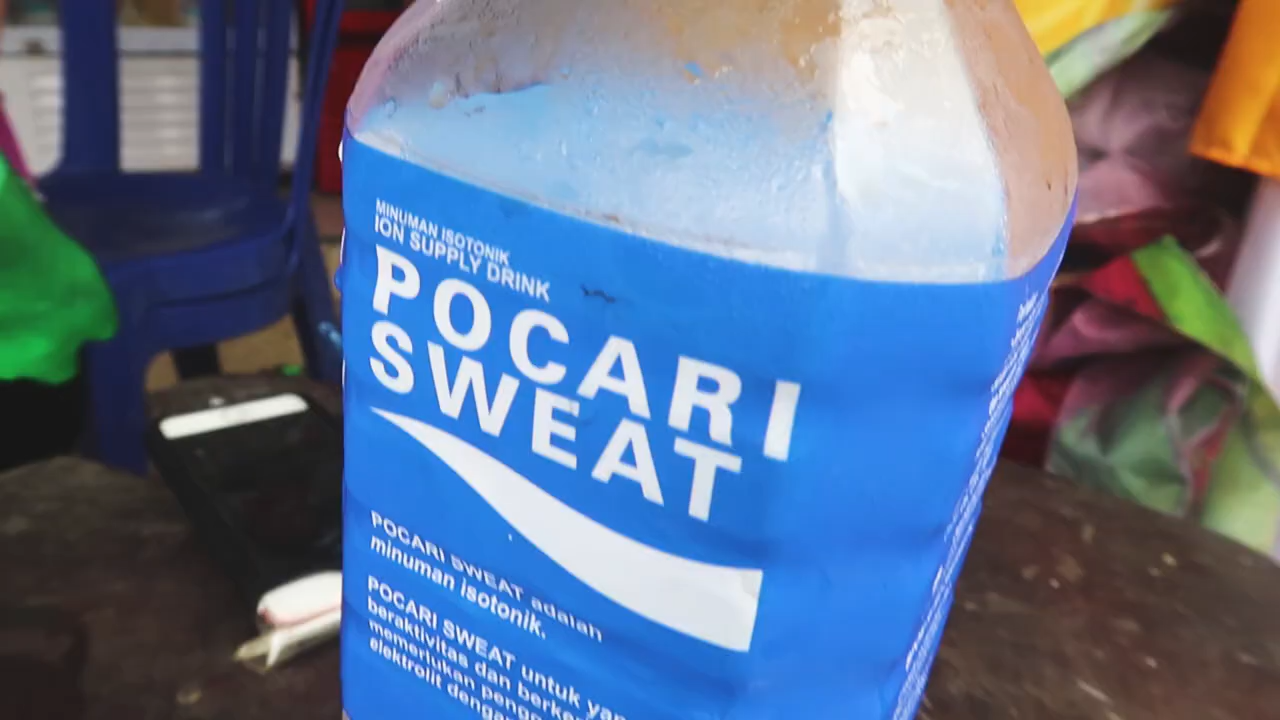 MINUMAN ISOTONIK
ION SUPPLY DRINK
POCARI
SWEAT
POCARI SWEAT adalah
minuman isotonik.
POCARI SWEAT untuk
beraktivitas dan
memerlukan
elektrolit dengan